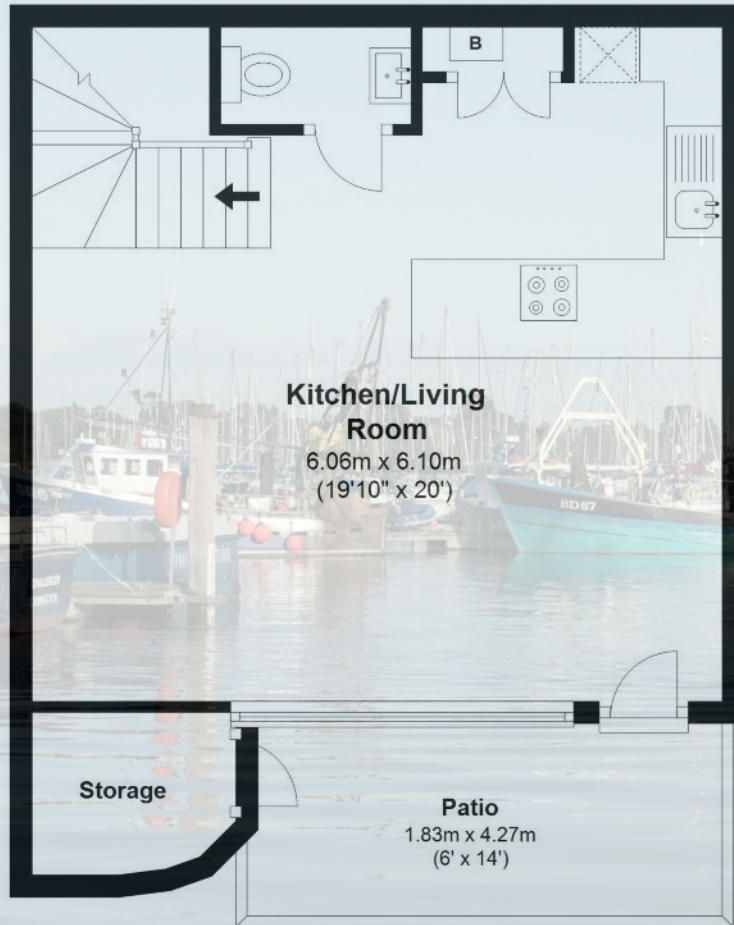 B
Kitchen/Living
Room
6.06m x 6.10m
(19'10" x 20')
BD87
Storage
Patio
1.83m x 4.27m
(6' x 14')